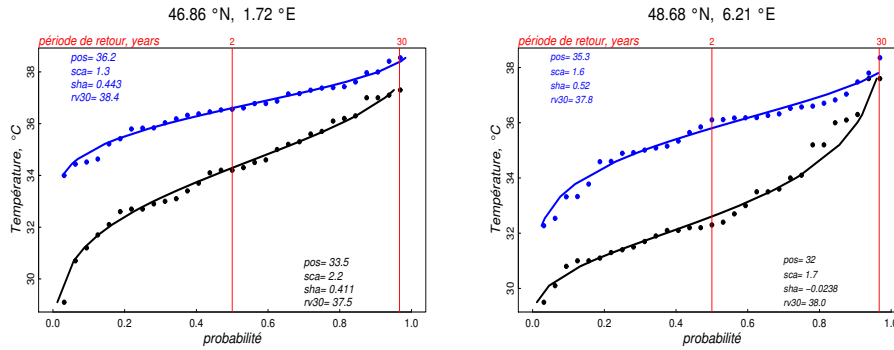 46.86 °N, 1.72 °E
période de retour, years
2
30
pos= 36.2
sca= 1.3
sha= 0.443
rv30= 38.4
Température, °C
38
36
34
32
30
pos= 33.5
sca= 2.2
sha= 0.411
rv30= 37.5
0.0 0.2 0.4 0.6 0.8 1.0
probabilité
48.68 °N, 6.21 °E
période de retour, years
2
30
pos= 35.3
sca= 1.6
sha= 0.52
rv30= 37.8
Température, °C
38
36
34
32
30
pos= 32
sca= 1.7
sha= −0.0238
rv30= 38.0
0.0 0.2 0.4 0.6 0.8 1.0
probabilité